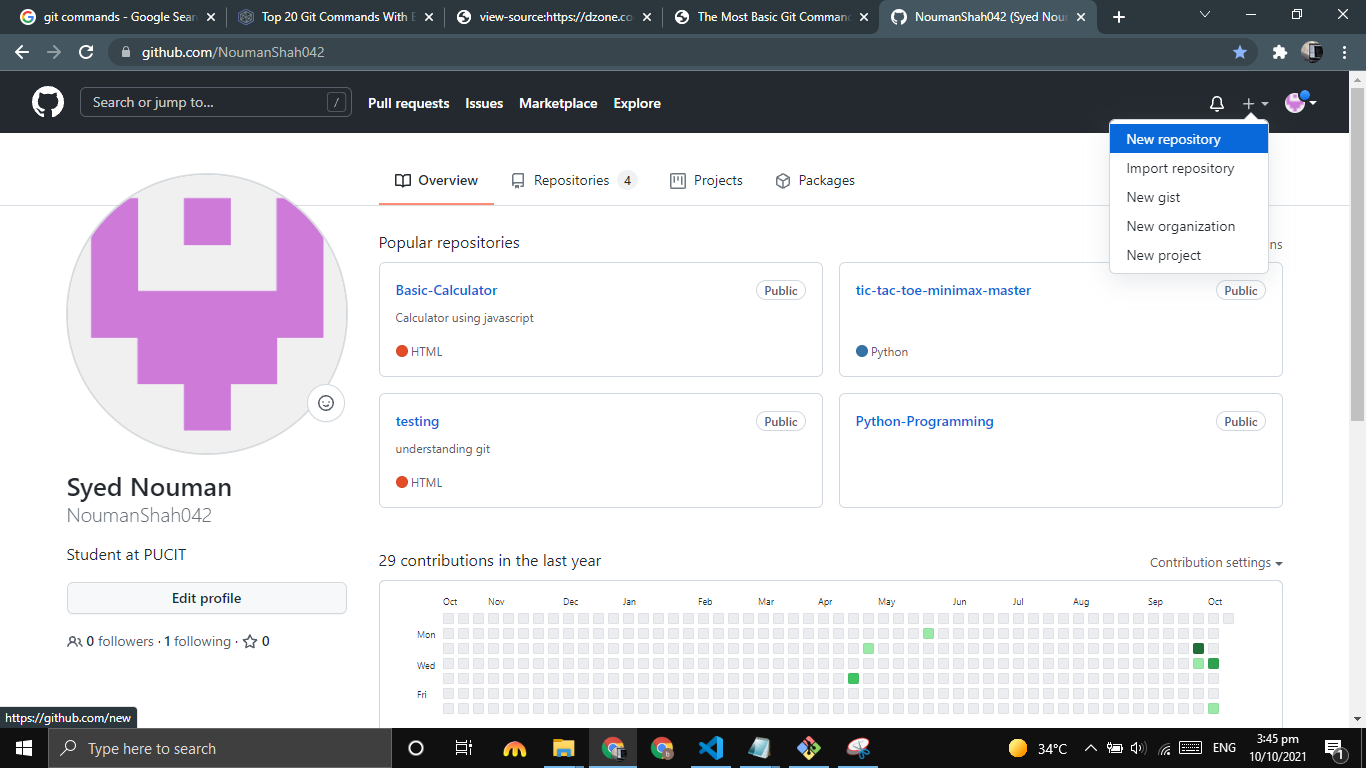 git commands - Google Sear
Top 20 Git Commands With E
view-source:https://dzone.co
The Most Basic Git Comman
NoumanShah042 (Syed Nou
github.com/NoumanShah042
Search or jump to... /
Pull requests Issues Marketplace Explore
New repository
Import repository
New gist
New organization
New project
Overview Repositories 4 Projects Packages
Popular repositories
ns
Basic-Calculator Public
Calculator using javascript
HTML
tic-tac-toe-minimax-master Public
Python
testing Public
understanding git
HTML
Python-Programming Public
Syed Nouman
NoumanShah042
Student at PUCIT
Edit profile
0 followers · 1 following · 0
29 contributions in the last year
Contribution settings
Oct Nov Dec Jan Feb Mar Apr May Jun Jul Aug Sep Oct
Mon
Wed
Fri
https://github.com/new
Type here to search
34°C
ENG
3:45 pm
10/10/2021
1